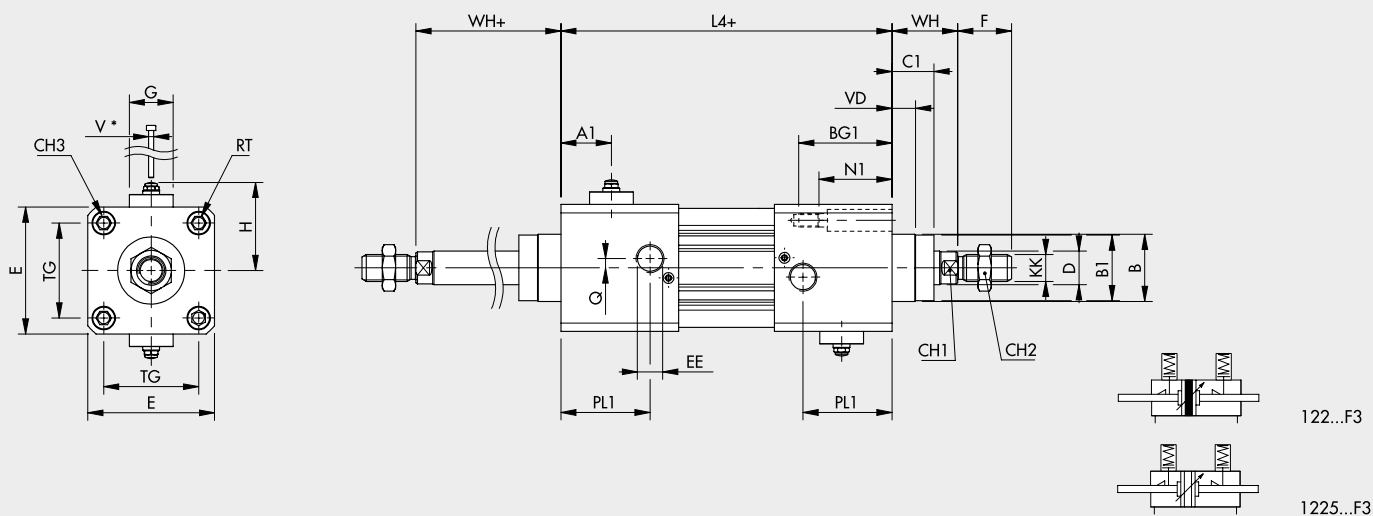 WH+
L4+
WH
F
C1
G
VD
V *
A1
BG1
CH3
RT
N1
H
E
TG
KK
D
B1
B
Q
CH1
CH2
EE
TG
PL1
PL1
E
122...F3
1225...F3